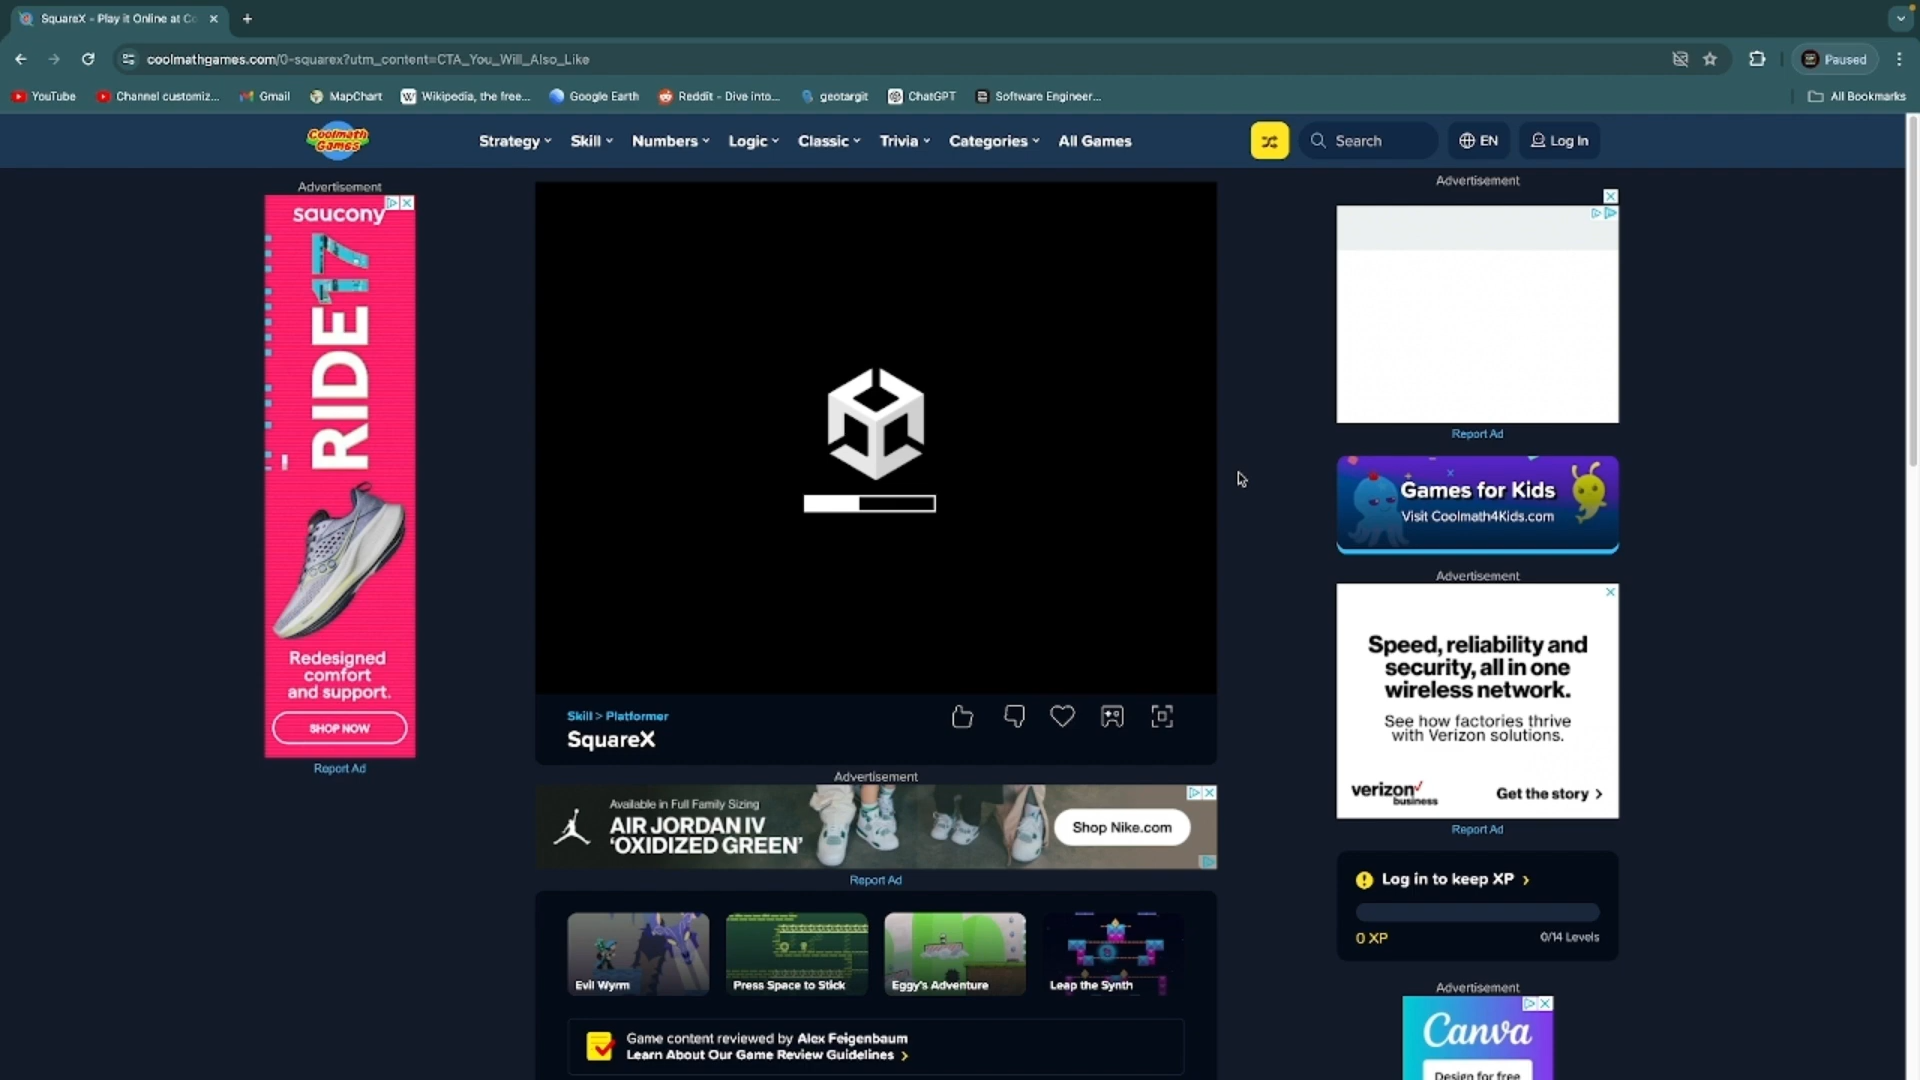 SquareX - Play it Online at Co
coolmathgames.com/0-squarex?utm_content=CTA_You_Will_Also_Like
Paused
YouTube
Channel customiz...
Gmail
MapChart
Wikipedia, the free...
Google Earth
Reddit - Dive into...
geotargit
ChatGPT
Software Engineer...
All Bookmarks
Coolmath Games
Strategy
Skill
Numbers
Logic
Classic
Trivia
Categories
All Games
Search
EN
Log In
Advertisement
saucony
RIDE17
Redesigned
comfort
and support.
SHOP NOW
Report Ad
Skill > Platformer
SquareX
Advertisement
Available in Full Family Sizing
AIR JORDAN IV
'OXIDIZED GREEN'
Shop Nike.com
Report Ad
Evil Wyrm
Press Space to Stick
Eggy's Adventure
Leap the Synth
Game content reviewed by Alex Feigenbaum
Learn About Our Game Review Guidelines >
Advertisement
Report Ad
Games for Kids
Visit Coolmath4Kids.com
Advertisement
Speed, reliability and
security, all in one
wireless network.
See how factories thrive
with Verizon solutions.
verizon
business
Get the story >
Report Ad
Log in to keep XP >
0 XP
0/14 Levels
Advertisement
Canva
Design for free